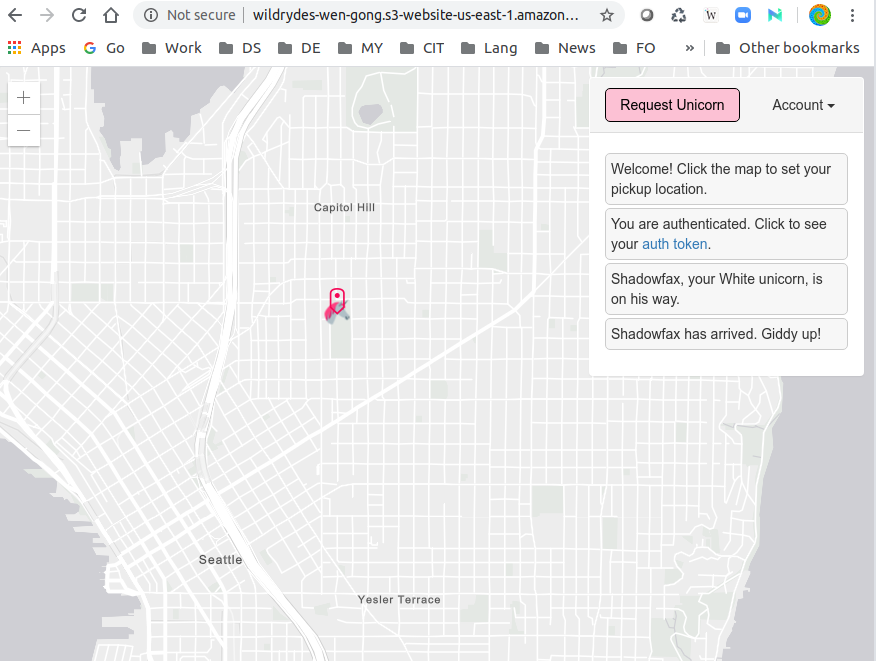 Not secure | wildrydes-wen-gong.s3-website-us-east-1.amazon...
W
Apps Go Work DS DE MY CIT Lang News FO » Other bookmarks
+
−
Request Unicorn
Account
Welcome! Click the map to set your
pickup location.
You are authenticated. Click to see
your auth token.
Shadowfax, your White unicorn, is
on his way.
Shadowfax has arrived. Giddy up!
Capitol Hill
Seattle
Yesler Terrace